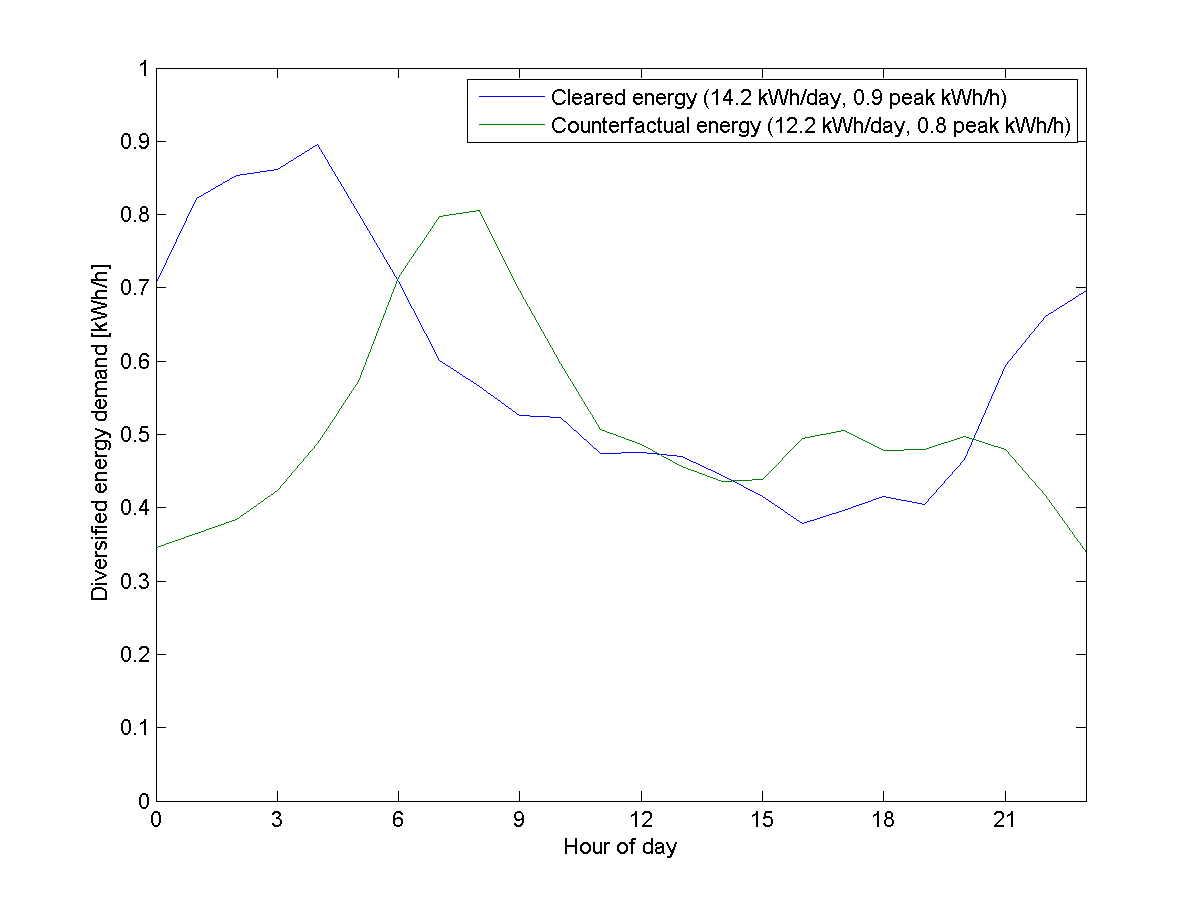 Cleared energy (14.2 kWh/day, 0.9 peak kWh/h)
Counterfactual energy (12.2 kWh/day, 0.8 peak kWh/h)
Diversified energy demand [kWh/h]
1
0.9
0.8
0.7
0.6
0.5
0.4
0.3
0.2
0.1
0
0 3 6 9 12 15 18 21
Hour of day